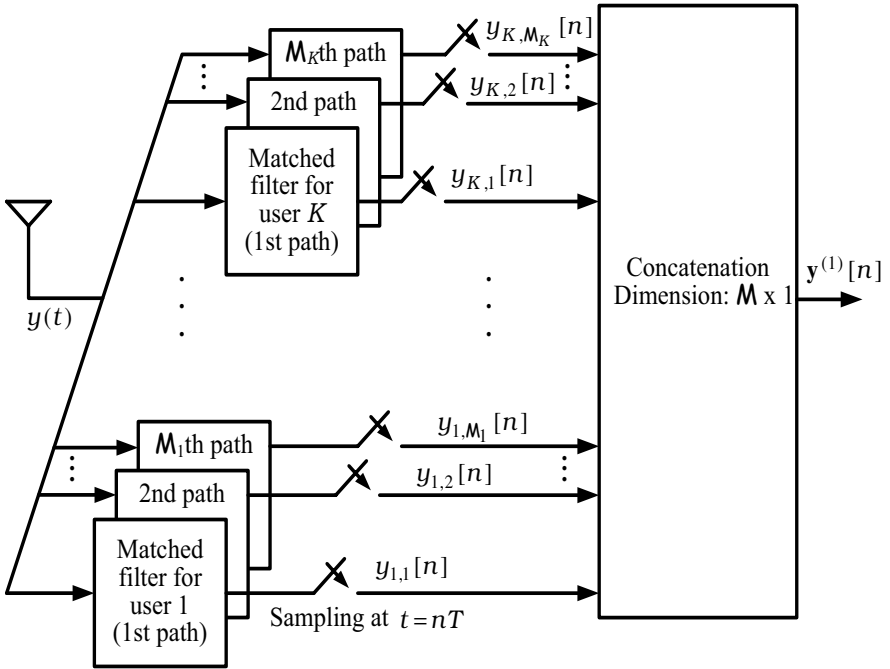 M_Kth path
y_{K,M_K}[n]
2nd path
y_{K,2}[n]
Matched
filter for
user K
(1st path)
y_{K,1}[n]
y(t)
Concatenation
Dimension: M x 1
y^{(1)}[n]
M_1th path
y_{1,M_1}[n]
2nd path
y_{1,2}[n]
Matched
filter for
user 1
(1st path)
y_{1,1}[n]
Sampling at t=nT